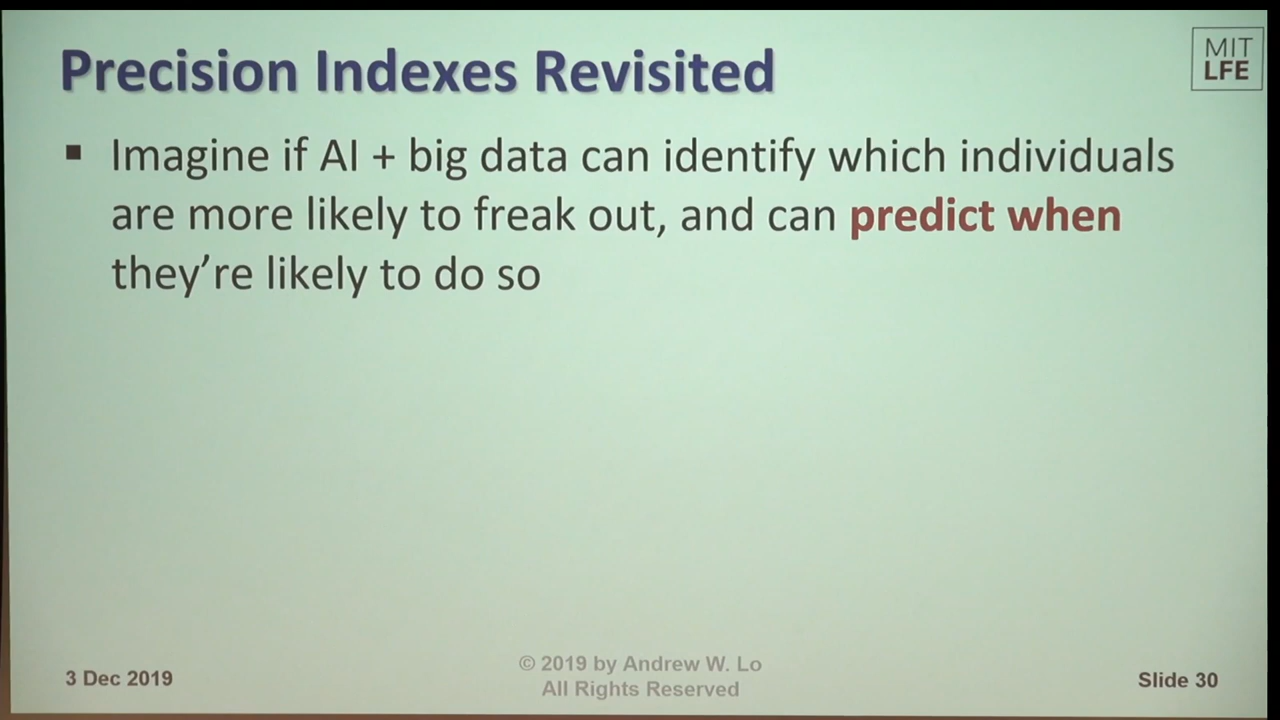 Precision Indexes Revisited
MIT
LFE
▪ Imagine if AI + big data can identify which individuals
are more likely to freak out, and can predict when
they’re likely to do so
3 Dec 2019
© 2019 by Andrew W. Lo
All Rights Reserved
Slide 30